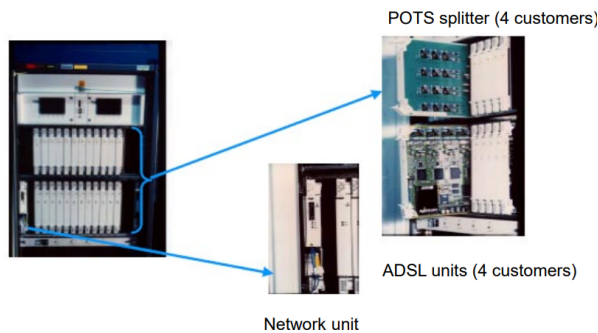 POTS splitter (4 customers)
ADSL units (4 customers)
Network unit